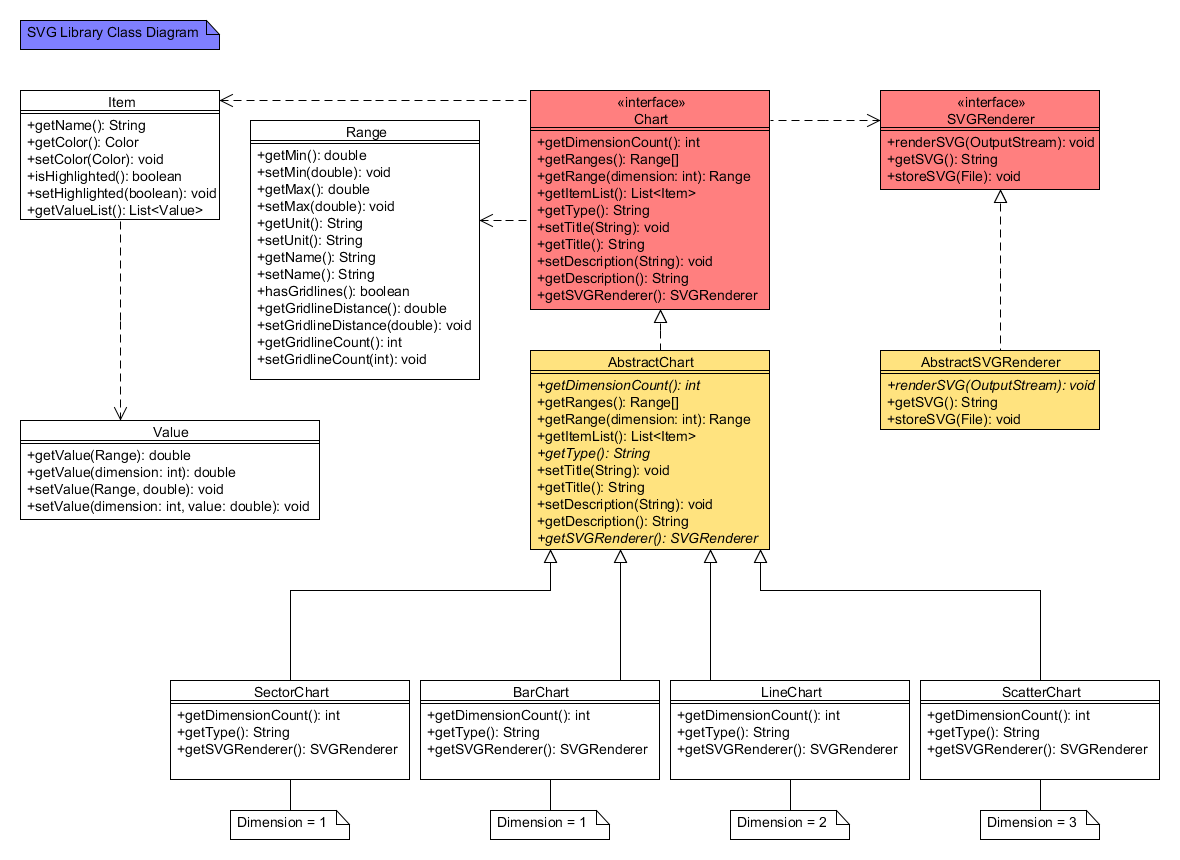 SVG Library Class Diagram
Item
+getName(): String
+getColor(): Color
+setColor(Color): void
+isHighlighted(): boolean
+setHighlighted(boolean): void
+getValueList(): List<Value>
Range
+getMin(): double
+setMin(double): void
+getMax(): double
+setMax(double): void
+getUnit(): String
+setUnit(): String
+getName(): String
+setName(): String
+hasGridlines(): boolean
+getGridlineDistance(): double
+setGridlineDistance(double): void
+getGridlineCount(): int
+setGridlineCount(int): void
«interface»
Chart
+getDimensionCount(): int
+getRanges(): Range[]
+getRange(dimension: int): Range
+getItemList(): List<Item>
+getType(): String
+setTitle(String): void
+getTitle(): String
+setDescription(String): void
+getDescription(): String
+getSVGRenderer(): SVGRenderer
«interface»
SVGRenderer
+renderSVG(OutputStream): void
+getSVG(): String
+storeSVG(File): void
Value
+getValue(Range): double
+getValue(dimension: int): double
+setValue(Range, double): void
+setValue(dimension: int, value: double): void
AbstractChart
+getDimensionCount(): int
+getRanges(): Range[]
+getRange(dimension: int): Range
+getItemList(): List<Item>
+getType(): String
+setTitle(String): void
+getTitle(): String
+setDescription(String): void
+getDescription(): String
+getSVGRenderer(): SVGRenderer
AbstractSVGRenderer
+renderSVG(OutputStream): void
+getSVG(): String
+storeSVG(File): void
SectorChart
+getDimensionCount(): int
+getType(): String
+getSVGRenderer(): SVGRenderer
BarChart
+getDimensionCount(): int
+getType(): String
+getSVGRenderer(): SVGRenderer
LineChart
+getDimensionCount(): int
+getType(): String
+getSVGRenderer(): SVGRenderer
ScatterChart
+getDimensionCount(): int
+getType(): String
+getSVGRenderer(): SVGRenderer
Dimension = 1
Dimension = 1
Dimension = 2
Dimension = 3